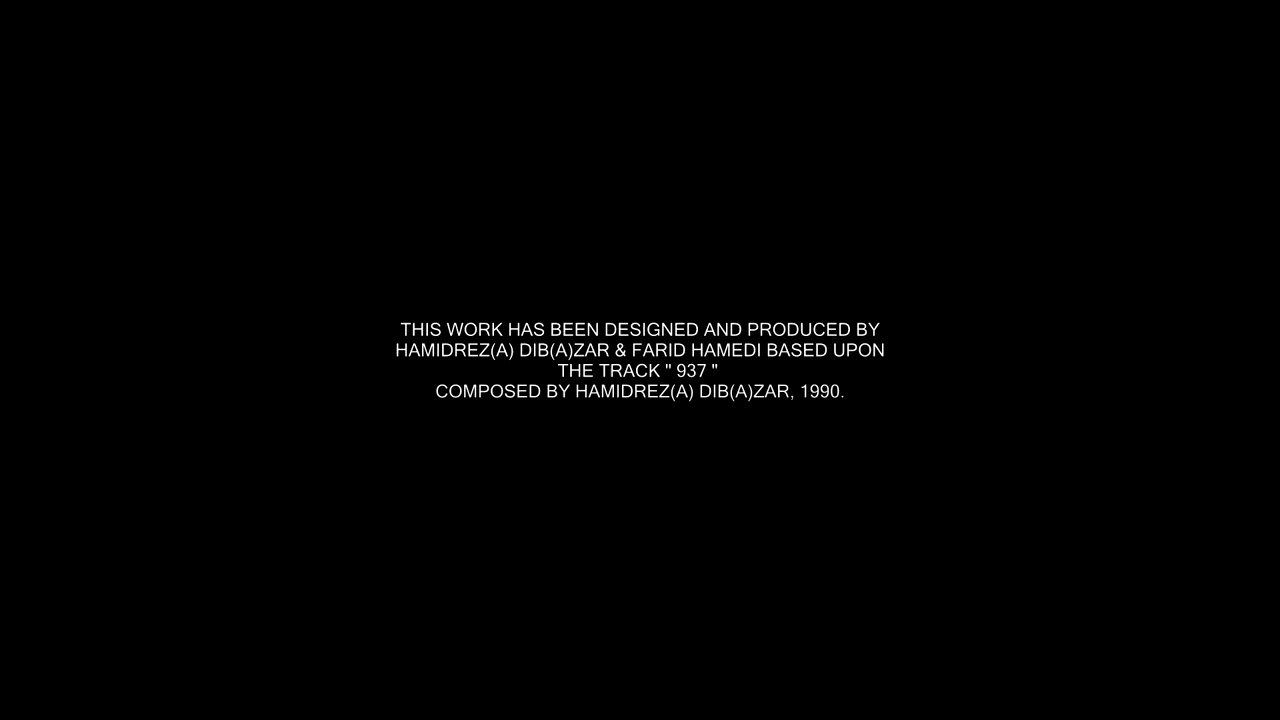 THIS WORK HAS BEEN DESIGNED AND PRODUCED BY
HAMIDREZ(A) DIB(A)ZAR & FARID HAMEDI BASED UPON
THE TRACK " 937 "
COMPOSED BY HAMIDREZ(A) DIB(A)ZAR, 1990.